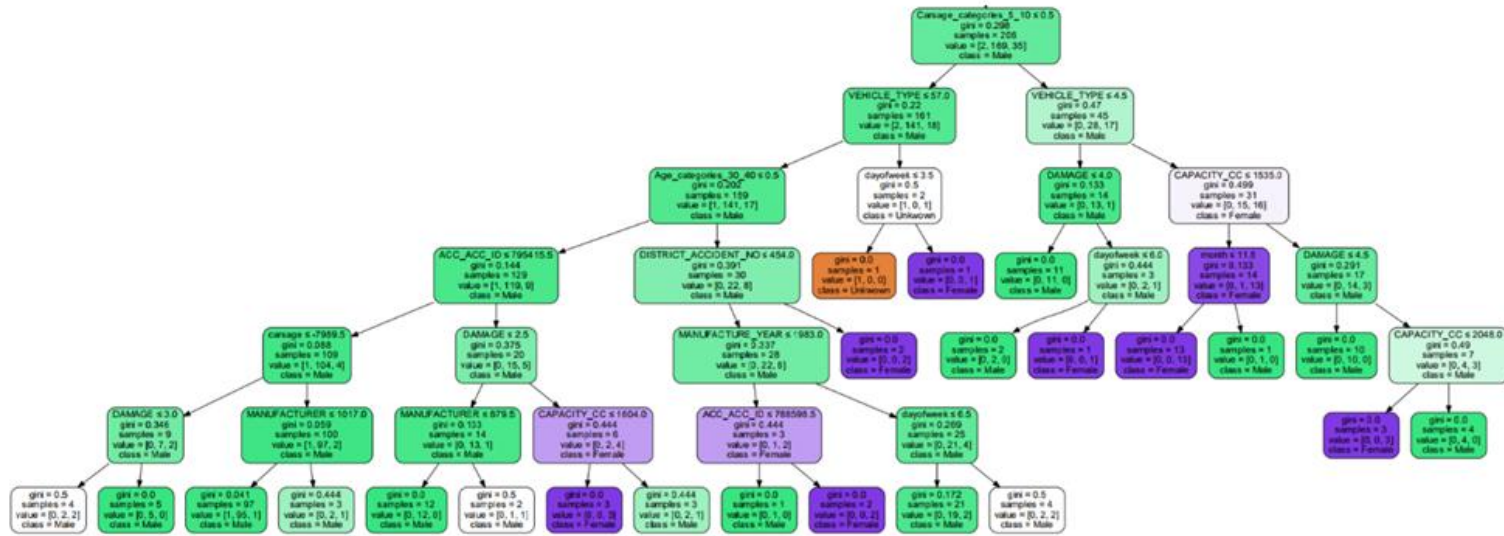 Carsage_categories_5_10 ≤ 0.5
gini = 0.298
samples = 206
value = [2, 169, 35]
class = Male
VEHICLE_TYPE ≤ 57.0
gini = 0.22
samples = 161
value = [2, 141, 18]
class = Male
VEHICLE_TYPE ≤ 4.5
gini = 0.47
samples = 45
value = [0, 28, 17]
class = Male
Age_categories_30_40 ≤ 0.5
gini = 0.202
samples = 159
value = [1, 141, 17]
class = Male
dayofweek ≤ 3.5
gini = 0.5
samples = 2
value = [1, 0, 1]
class = Unkwown
DAMAGE ≤ 4.0
gini = 0.133
samples = 14
value = [0, 13, 1]
class = Male
CAPACITY_CC ≤ 1535.0
gini = 0.499
samples = 31
value = [0, 15, 16]
class = Female
ACC_ACC_ID ≤ 795415.5
gini = 0.144
samples = 129
value = [1, 119, 9]
class = Male
DISTRICT_ACCIDENT_NO ≤ 454.0
gini = 0.391
samples = 30
value = [0, 22, 8]
class = Male
gini = 0.0
samples = 1
value = [1, 0, 0]
class = Unkwown
gini = 0.0
samples = 1
value = [0, 0, 1]
class = Female
gini = 0.0
samples = 11
value = [0, 11, 0]
class = Male
dayofweek ≤ 6.0
gini = 0.444
samples = 3
value = [0, 2, 1]
class = Male
month ≤ 11.5
gini = 0.133
samples = 14
value = [0, 1, 13]
class = Female
DAMAGE ≤ 4.5
gini = 0.291
samples = 17
value = [0, 14, 3]
class = Male
carsage ≤ -7989.5
gini = 0.088
samples = 109
value = [1, 104, 4]
class = Male
DAMAGE ≤ 2.5
gini = 0.375
samples = 20
value = [0, 15, 5]
class = Male
MANUFACTURE_YEAR ≤ 1983.0
gini = 0.337
samples = 28
value = [0, 22, 6]
class = Male
gini = 0.0
samples = 2
value = [0, 0, 2]
class = Female
gini = 0.0
samples = 2
value = [0, 2, 0]
class = Male
gini = 0.0
samples = 1
value = [0, 0, 1]
class = Female
gini = 0.0
samples = 13
value = [0, 0, 13]
class = Female
gini = 0.0
samples = 1
value = [0, 1, 0]
class = Male
gini = 0.0
samples = 10
value = [0, 10, 0]
class = Male
CAPACITY_CC ≤ 2048.0
gini = 0.49
samples = 7
value = [0, 4, 3]
class = Male
DAMAGE ≤ 3.0
gini = 0.346
samples = 9
value = [0, 7, 2]
class = Male
MANUFACTURER ≤ 1017.0
gini = 0.059
samples = 100
value = [1, 97, 2]
class = Male
MANUFACTURER ≤ 879.5
gini = 0.133
samples = 14
value = [0, 13, 1]
class = Male
CAPACITY_CC ≤ 1604.0
gini = 0.444
samples = 6
value = [0, 2, 4]
class = Female
ACC_ACC_ID ≤ 788598.5
gini = 0.444
samples = 3
value = [0, 1, 2]
class = Female
dayofweek ≤ 6.5
gini = 0.269
samples = 25
value = [0, 21, 4]
class = Male
gini = 0.0
samples = 3
value = [0, 0, 3]
class = Female
gini = 0.0
samples = 4
value = [0, 4, 0]
class = Male
gini = 0.5
samples = 4
value = [0, 2, 2]
class = Male
gini = 0.0
samples = 5
value = [0, 5, 0]
class = Male
gini = 0.041
samples = 97
value = [1, 95, 1]
class = Male
gini = 0.444
samples = 3
value = [0, 2, 1]
class = Male
gini = 0.0
samples = 12
value = [0, 12, 0]
class = Male
gini = 0.5
samples = 2
value = [0, 1, 1]
class = Male
gini = 0.0
samples = 3
value = [0, 0, 3]
class = Female
gini = 0.444
samples = 3
value = [0, 2, 1]
class = Male
gini = 0.0
samples = 1
value = [0, 1, 0]
class = Male
gini = 0.0
samples = 2
value = [0, 0, 2]
class = Female
gini = 0.172
samples = 21
value = [0, 19, 2]
class = Male
gini = 0.5
samples = 4
value = [0, 2, 2]
class = Male